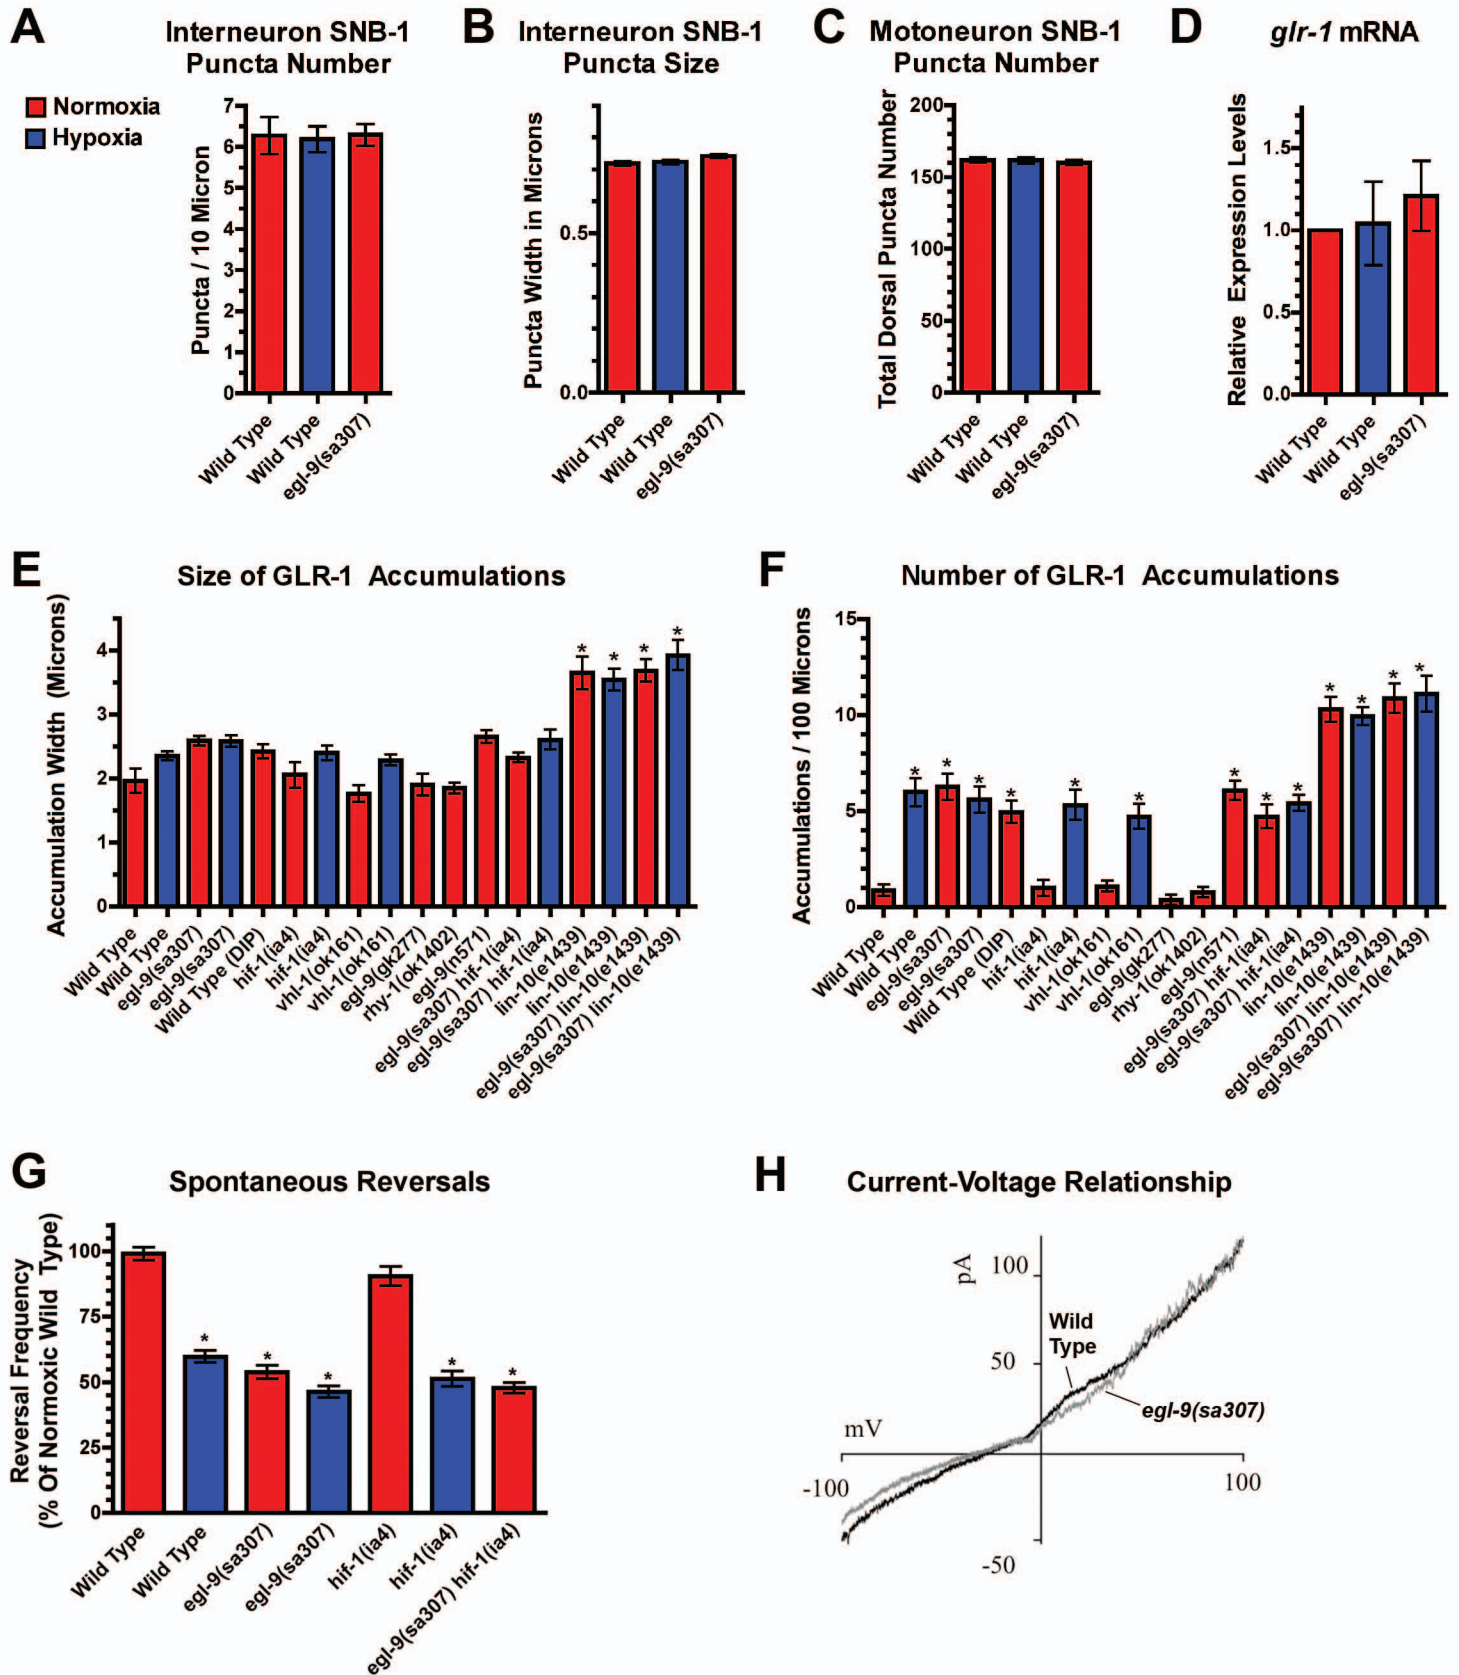 A
Interneuron SNB-1
Puncta Number
Normoxia
Hypoxia
Puncta / 10 Micron
7
6
5
4
3
2
1
0
Wild Type
Wild Type
egl-9(sa307)
B
Interneuron SNB-1
Puncta Size
Puncta Width in Microns
0.5
0.0
Wild Type
Wild Type
egl-9(sa307)
C
Motoneuron SNB-1
Puncta Number
Total Dorsal Puncta Number
200
150
100
50
0
Wild Type
Wild Type
egl-9(sa307)
D
glr-1 mRNA
Relative Expression Levels
1.5
1.0
0.5
0.0
Wild Type
Wild Type
egl-9(sa307)
E
Size of GLR-1 Accumulations
Accumulation Width (Microns)
4
3
2
1
0
* * * *
Wild Type
Wild Type
egl-9(sa307)
egl-9(sa307)
Wild Type (DIP)
hif-1(ia4)
hif-1(ia4)
vhl-1(ok161)
vhl-1(ok161)
egl-9(gk277)
rhy-1(ok1402)
egl-9(n571)
egl-9(sa307) hif-1(ia4)
egl-9(sa307) hif-1(ia4)
lin-10(e1439)
lin-10(e1439)
egl-9(sa307) lin-10(e1439)
egl-9(sa307) lin-10(e1439)
F
Number of GLR-1 Accumulations
Accumulations / 100 Microns
15
10
5
0
* * * * * * * * * * * * *
Wild Type
Wild Type
egl-9(sa307)
egl-9(sa307)
Wild Type (DIP)
hif-1(ia4)
hif-1(ia4)
vhl-1(ok161)
vhl-1(ok161)
egl-9(gk277)
rhy-1(ok1402)
egl-9(n571)
egl-9(sa307) hif-1(ia4)
egl-9(sa307) hif-1(ia4)
lin-10(e1439)
lin-10(e1439)
egl-9(sa307) lin-10(e1439)
egl-9(sa307) lin-10(e1439)
G
Spontaneous Reversals
Reversal Frequency
(% Of Normoxic Wild Type)
100
75
50
25
0
* * * * *
Wild Type
Wild Type
egl-9(sa307)
egl-9(sa307)
hif-1(ia4)
hif-1(ia4)
egl-9(sa307) hif-1(ia4)
H
Current-Voltage Relationship
pA
100
Wild
Type
50
egl-9(sa307)
mV
-100
100
-50